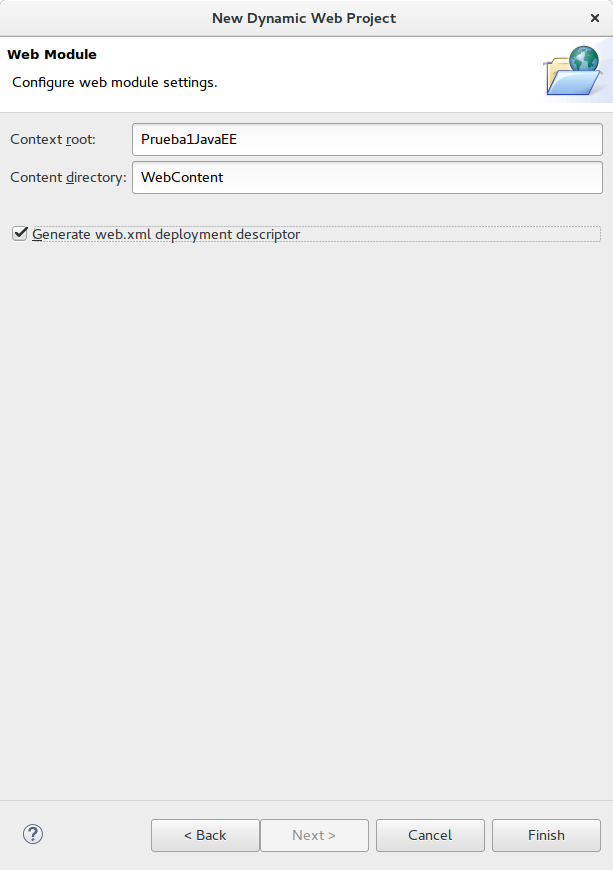 New Dynamic Web Project
Web Module
Configure web module settings.
Context root: Prueba1JavaEE
Content directory: WebContent
Generate web.xml deployment descriptor
? < Back Next > Cancel Finish